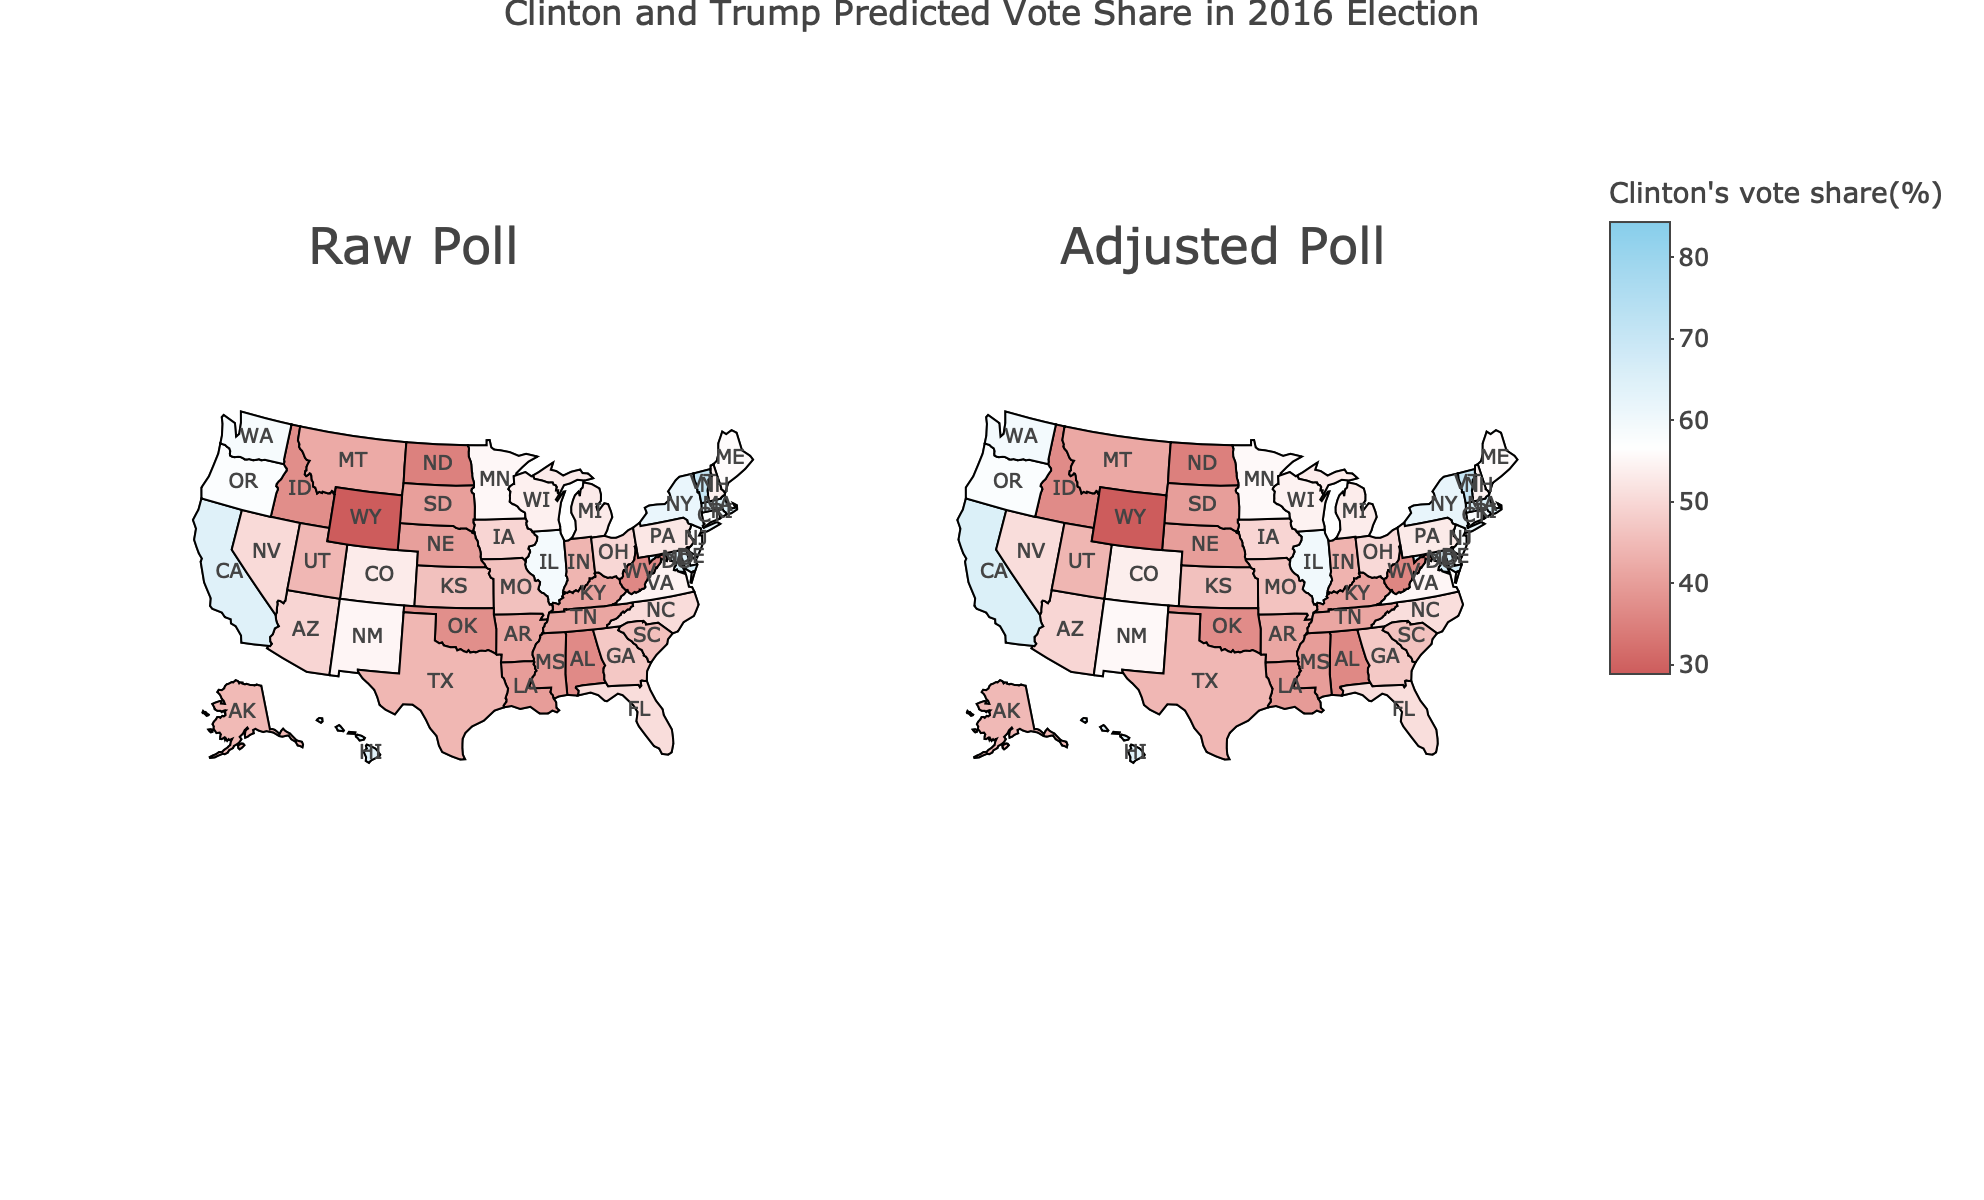 Clinton and Trump Predicted Vote Share in 2016 Election
Clinton's vote share(%)
Raw Poll
Adjusted Poll
80
70
60
50
40
30
WA
OR
CA
NV
ID
MT
WY
UT
AZ
CO
NM
ND
SD
NE
KS
OK
TX
MN
IA
MO
AR
LA
WI
IL
MI
IN
OH
KY
TN
MS
AL
GA
FL
SC
NC
VA
WV
PA
NY
NJ
ME
AK
HI
WA
OR
CA
NV
ID
MT
WY
UT
AZ
CO
NM
ND
SD
NE
KS
OK
TX
MN
IA
MO
AR
LA
WI
IL
MI
IN
OH
KY
TN
MS
AL
GA
FL
SC
NC
VA
WV
PA
NY
NJ
ME
AK
HI